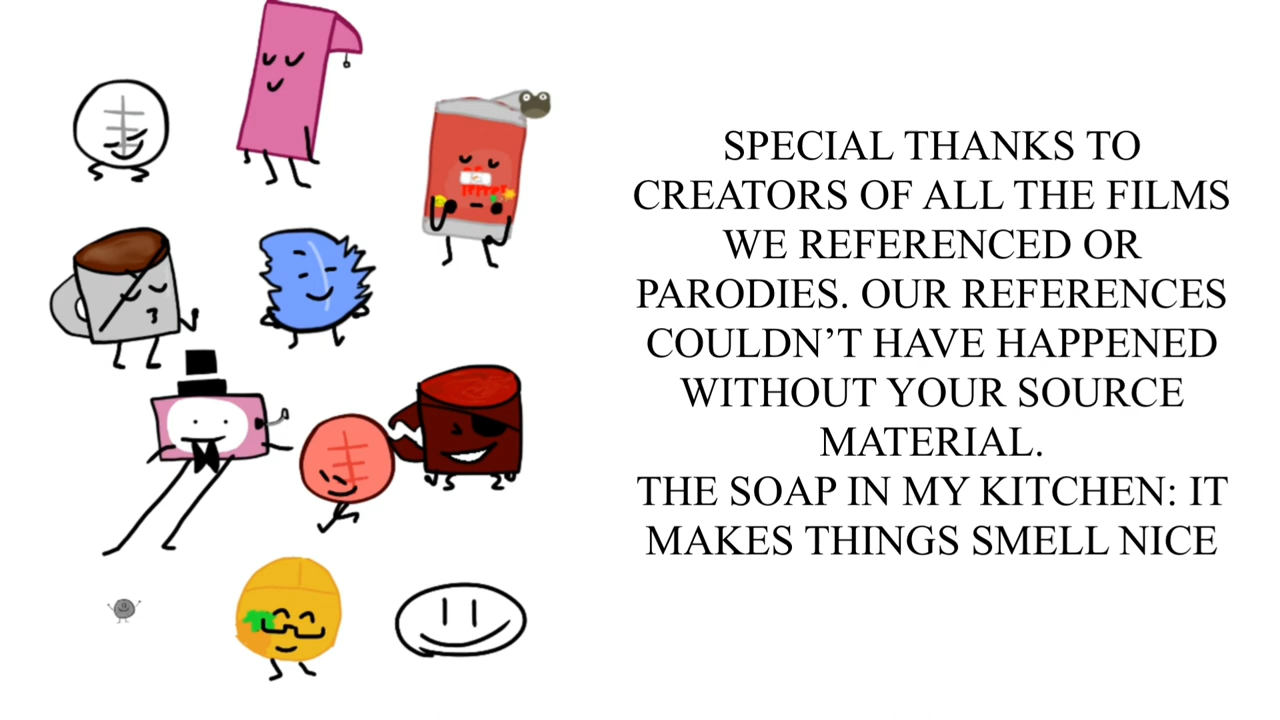 SPECIAL THANKS TO
CREATORS OF ALL THE FILMS
WE REFERENCED OR
PARODIES. OUR REFERENCES
COULDN’T HAVE HAPPENED
WITHOUT YOUR SOURCE
MATERIAL.
THE SOAP IN MY KITCHEN: IT
MAKES THINGS SMELL NICE